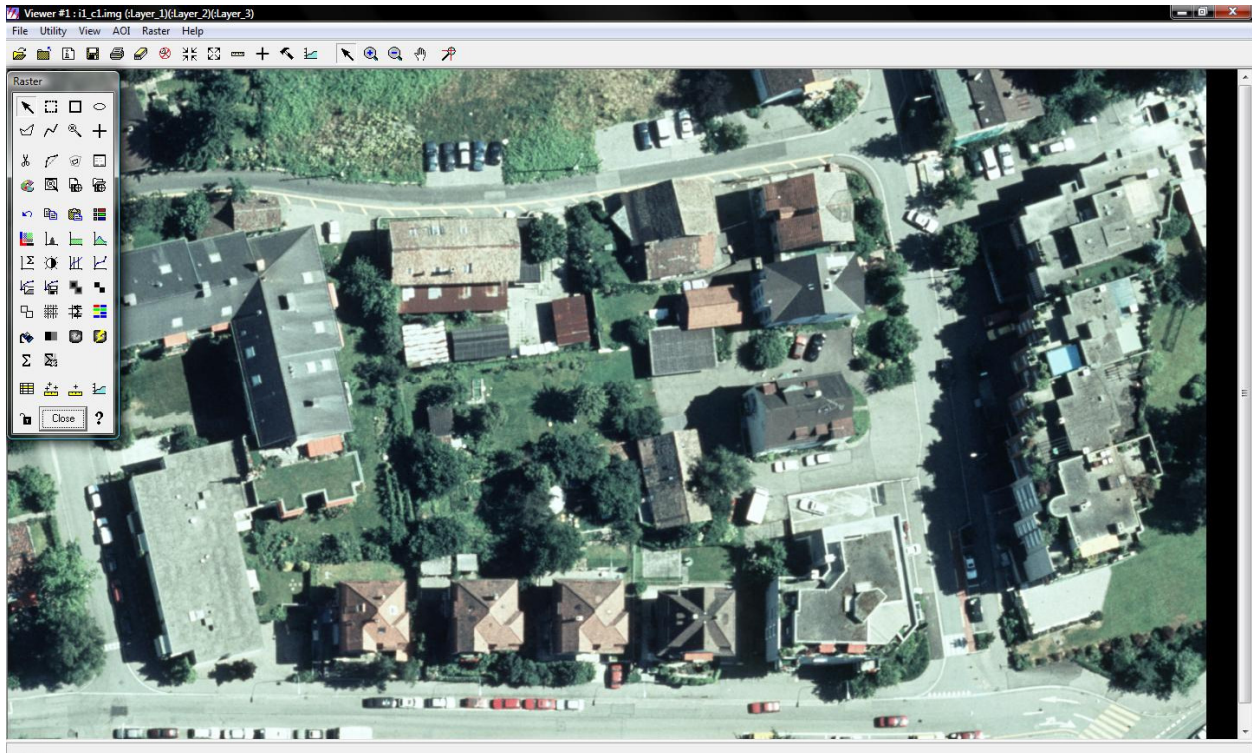 Viewer #1 : i1_c1.img (:Layer_1)(:Layer_2)(:Layer_3)
File Utility View AOI Raster Help
Raster
Close